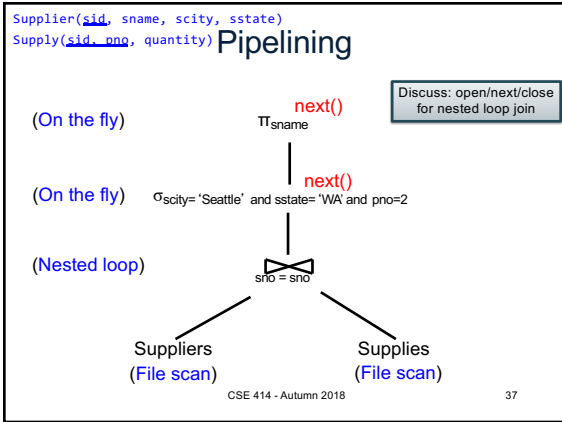 Supplier(sid, sname, scity, sstate)
Supply(sid, pno, quantity)
Pipelining
Discuss: open/next/close
for nested loop join
next()
(On the fly)
πsname
next()
(On the fly)
σscity= ‘Seattle’ and sstate= ‘WA’ and pno=2
(Nested loop)
sno = sno
Suppliers
(File scan)
Supplies
(File scan)
CSE 414 - Autumn 2018
37